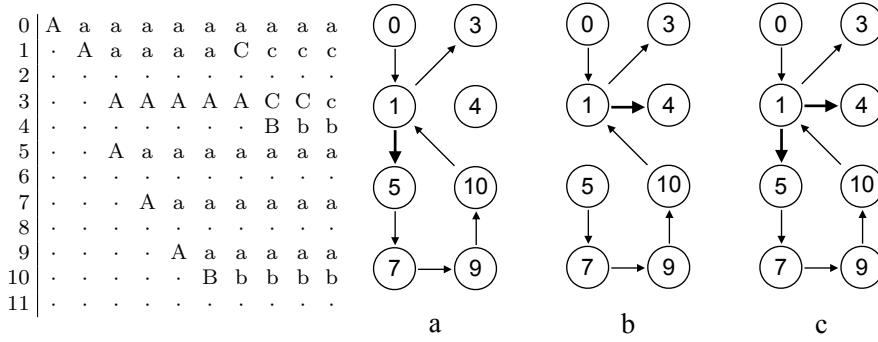 0 A a a a a a a a a a
1 · A a a a a C c c c
2 · · · · · · · · · ·
3 · · A A A A A C C c
4 · · · · · · · B b b
5 · · A a a a a a a a
6 · · · · · · · · · ·
7 · · · A a a a a a a
8 · · · · · · · · · ·
9 · · · · A a a a a a
10 · · · · · B b b b b
11 · · · · · · · · · ·
0 3
1 4
5 10
7 9
a
0 3
1 4
5 10
7 9
b
0 3
1 4
5 10
7 9
c